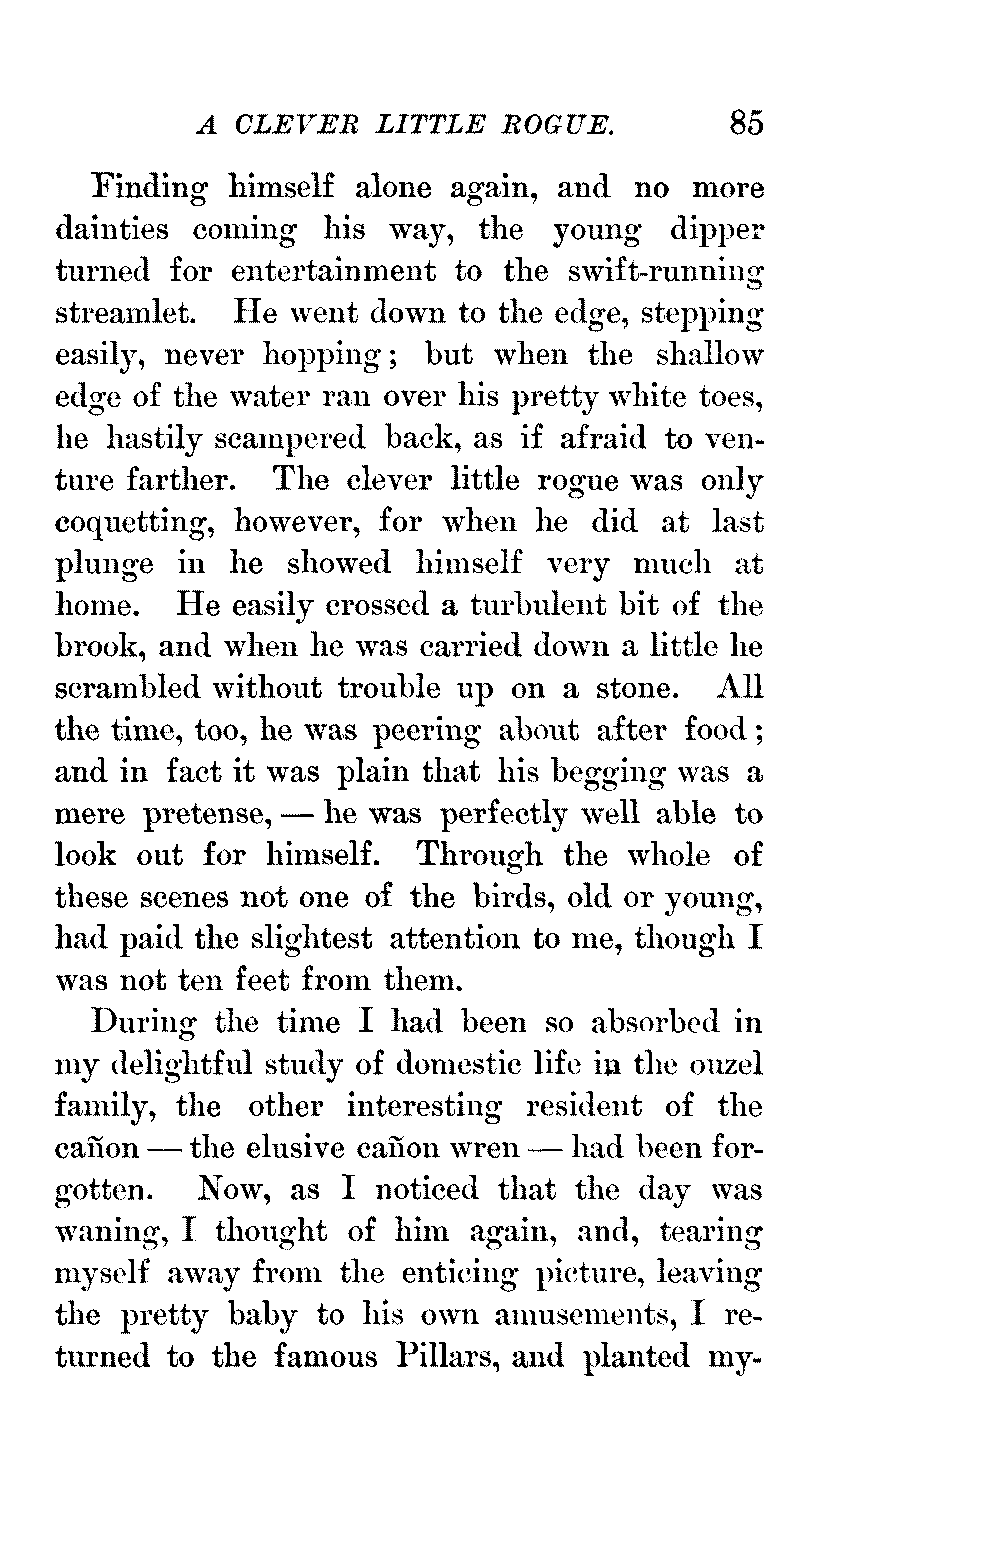 A CLEVER LITTLE ROGUE. 85
Finding himself alone again, and no more
dainties coming his way, the young dipper
turned for entertainment to the swift-running
streamlet. He went down to the edge, stepping
easily, never hopping; but when the shallow
edge of the water ran over his pretty white toes,
he hastily scampered back, as if afraid to ven-
ture farther. The clever little rogue was only
coquetting, however, for when he did at last
plunge in he showed himself very much at
home. He easily crossed a turbulent bit of the
brook, and when he was carried down a little he
scrambled without trouble up on a stone. All
the time, too, he was peering about after food;
and in fact it was plain that his begging was a
mere pretense, — he was perfectly well able to
look out for himself. Through the whole of
these scenes not one of the birds, old or young,
had paid the slightest attention to me, though I
was not ten feet from them.
During the time I had been so absorbed in
my delightful study of domestic life in the ouzel
family, the other interesting resident of the
cañon — the elusive cañon wren — had been for-
gotten. Now, as I noticed that the day was
waning, I thought of him again, and, tearing
myself away from the enticing picture, leaving
the pretty baby to his own amusements, I re-
turned to the famous Pillars, and planted my-